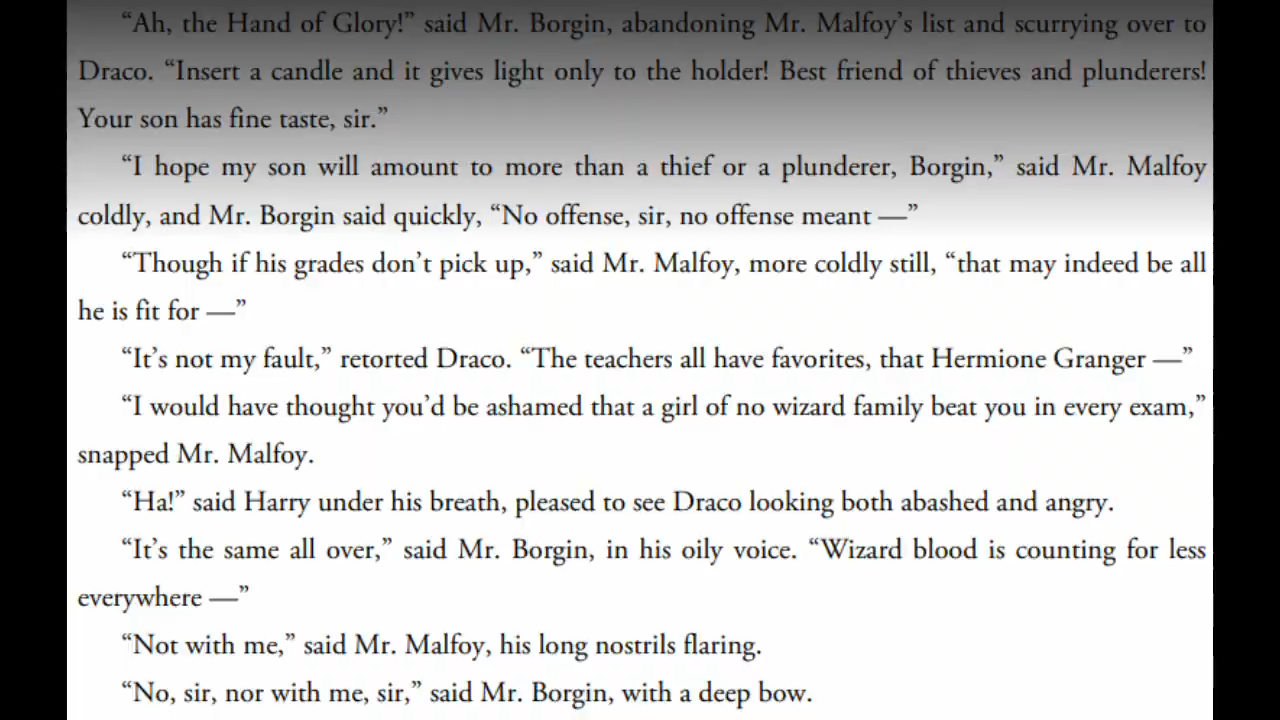 “Ah, the Hand of Glory!” said Mr. Borgin, abandoning Mr. Malfoy’s list and scurrying over to
Draco. “Insert a candle and it gives light only to the holder! Best friend of thieves and plunderers!
Your son has fine taste, sir.”
“I hope my son will amount to more than a thief or a plunderer, Borgin,” said Mr. Malfoy
coldly, and Mr. Borgin said quickly, “No offense, sir, no offense meant —”
“Though if his grades don’t pick up,” said Mr. Malfoy, more coldly still, “that may indeed be all
he is fit for —”
“It’s not my fault,” retorted Draco. “The teachers all have favorites, that Hermione Granger —”
“I would have thought you’d be ashamed that a girl of no wizard family beat you in every exam,”
snapped Mr. Malfoy.
“Ha!” said Harry under his breath, pleased to see Draco looking both abashed and angry.
“It’s the same all over,” said Mr. Borgin, in his oily voice. “Wizard blood is counting for less
everywhere —”
“Not with me,” said Mr. Malfoy, his long nostrils flaring.
“No, sir, nor with me, sir,” said Mr. Borgin, with a deep bow.